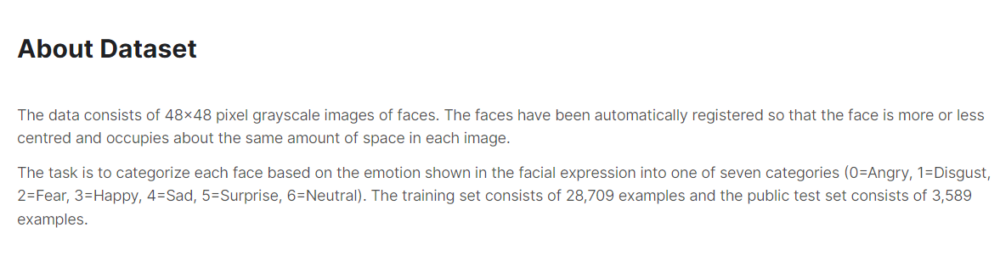 About Dataset
The data consists of 48×48 pixel grayscale images of faces. The faces have been automatically registered so that the face is more or less
centred and occupies about the same amount of space in each image.
The task is to categorize each face based on the emotion shown in the facial expression into one of seven categories (0=Angry, 1=Disgust,
2=Fear, 3=Happy, 4=Sad, 5=Surprise, 6=Neutral). The training set consists of 28,709 examples and the public test set consists of 3,589
examples.